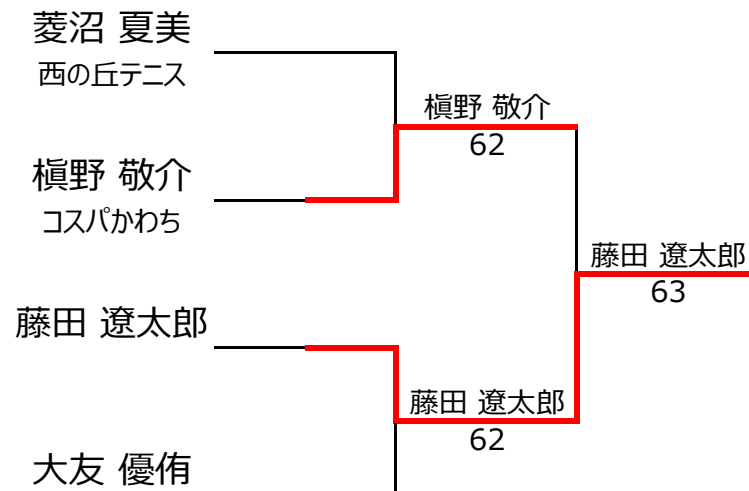 菱沼 夏美
西の丘テニス
槇野 敬介
62
槇野 敬介
コスパかわち
藤田 遼太郎
63
藤田 遼太郎
藤田 遼太郎
62
大友 優侑